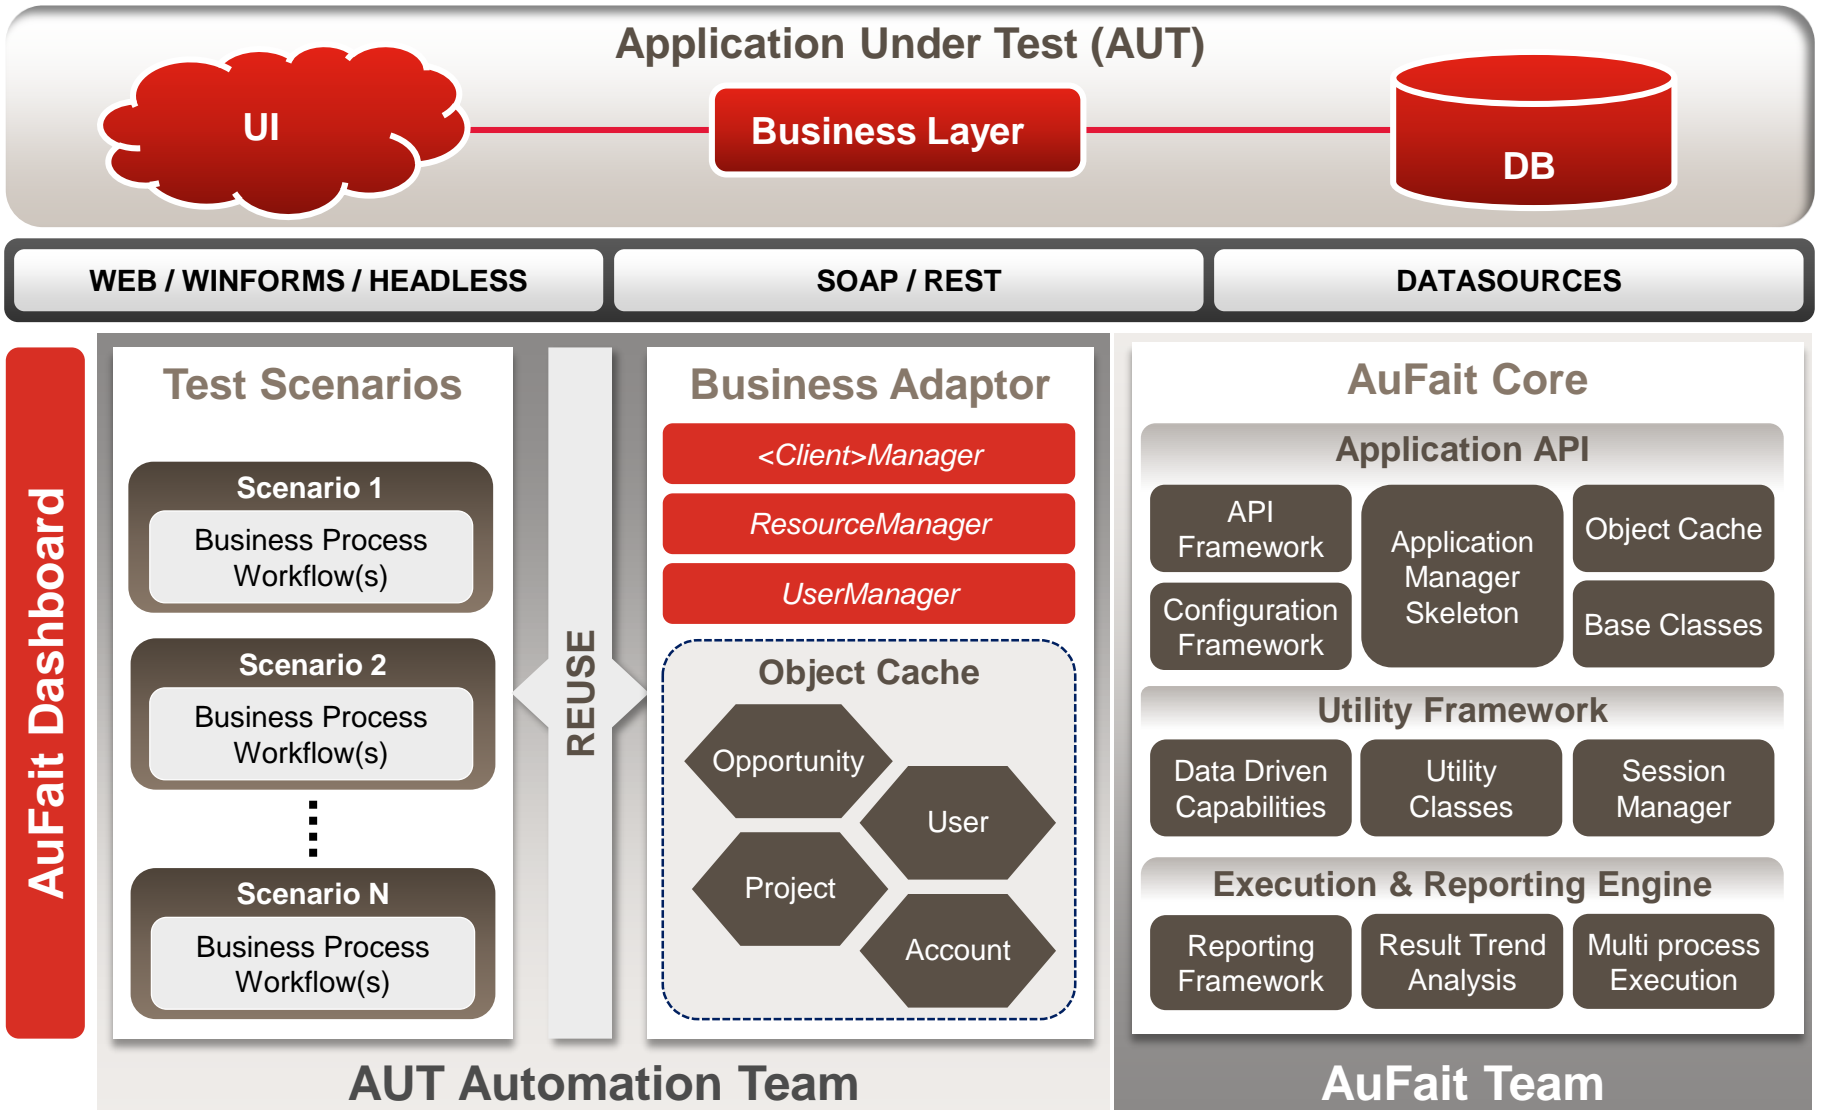 Application Under Test (AUT)
UI
Business Layer
DB
WEB / WINFORMS / HEADLESS
SOAP / REST
DATASOURCES
AuFait Dashboard
Test Scenarios
Scenario 1
Business Process
Workflow(s)
Scenario 2
Business Process
Workflow(s)
Scenario N
Business Process
Workflow(s)
REUSE
Business Adaptor
<Client>Manager
ResourceManager
UserManager
Object Cache
Opportunity
User
Project
Account
AUT Automation Team
AuFait Core
Application API
API
Framework
Application
Manager
Skeleton
Object Cache
Configuration
Framework
Base Classes
Utility Framework
Data Driven
Capabilities
Utility
Classes
Session
Manager
Execution & Reporting Engine
Reporting
Framework
Result Trend
Analysis
Multi process
Execution
AuFait Team